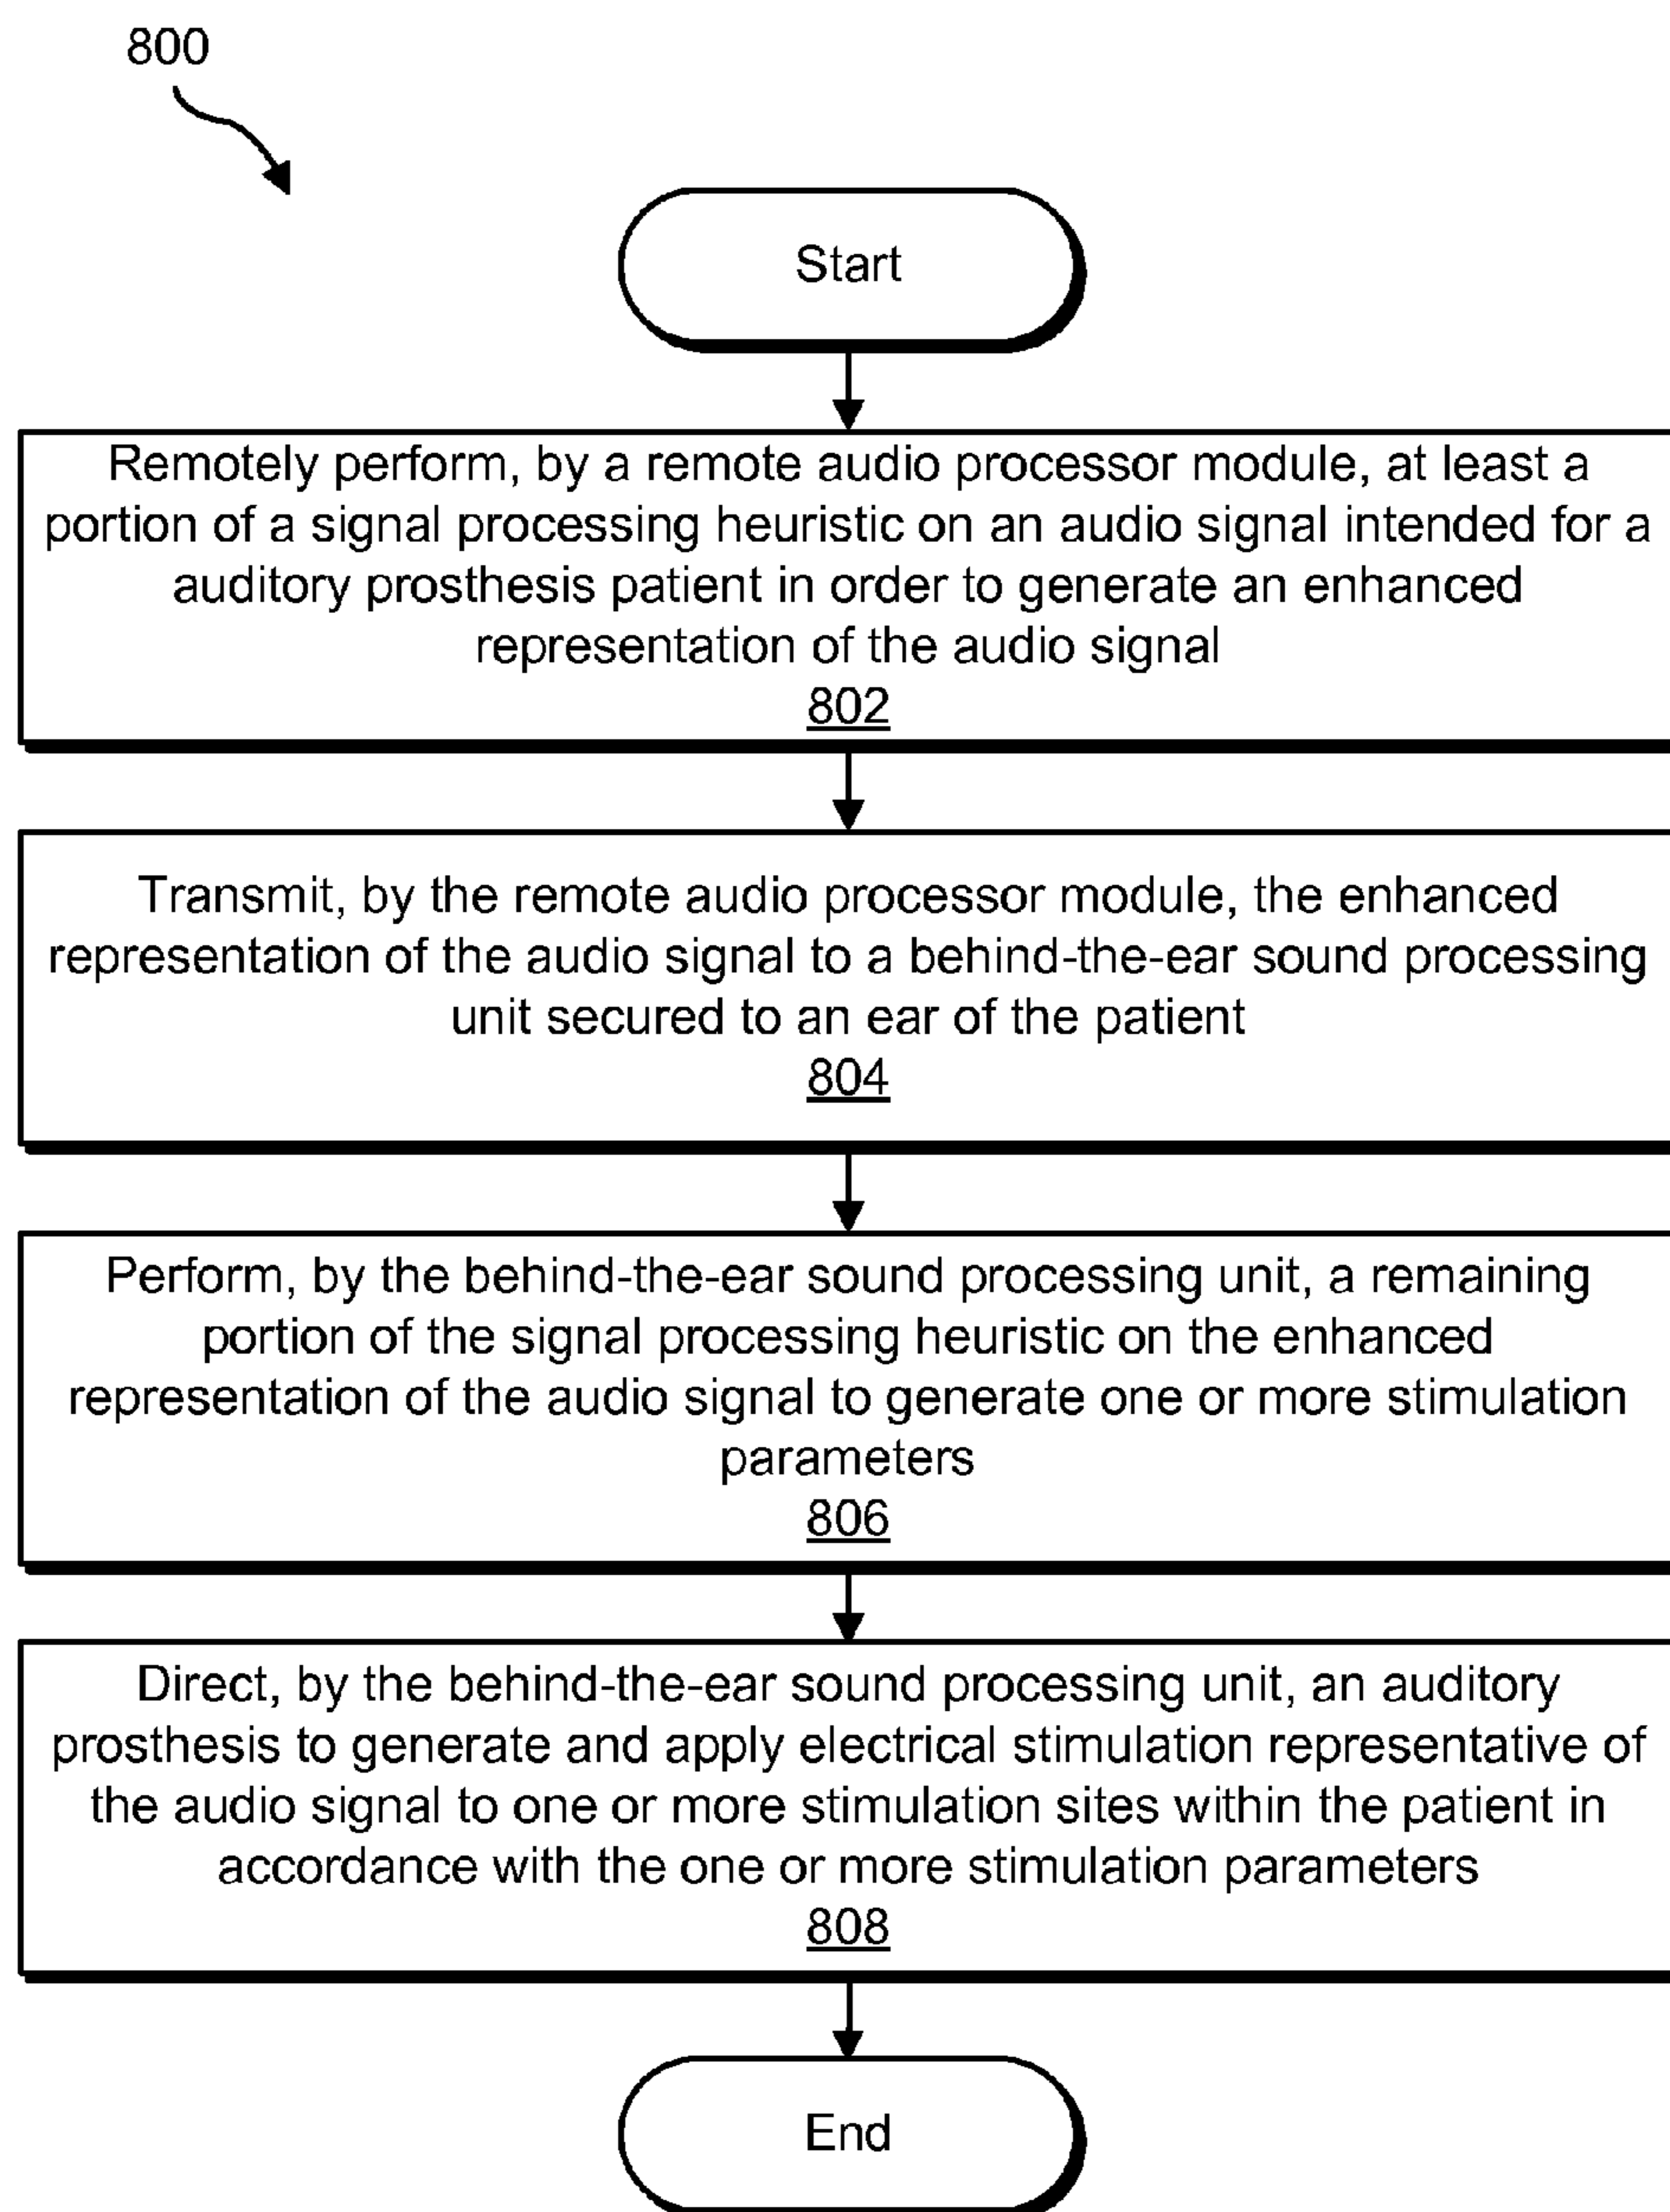 800
Start
Remotely perform, by a remote audio processor module, at least a
portion of a signal processing heuristic on an audio signal intended for a
auditory prosthesis patient in order to generate an enhanced
representation of the audio signal
802
Transmit, by the remote audio processor module, the enhanced
representation of the audio signal to a behind-the-ear sound processing
unit secured to an ear of the patient
804
Perform, by the behind-the-ear sound processing unit, a remaining
portion of the signal processing heuristic on the enhanced
representation of the audio signal to generate one or more stimulation
parameters
806
Direct, by the behind-the-ear sound processing unit, an auditory
prosthesis to generate and apply electrical stimulation representative of
the audio signal to one or more stimulation sites within the patient in
accordance with the one or more stimulation parameters
808
End